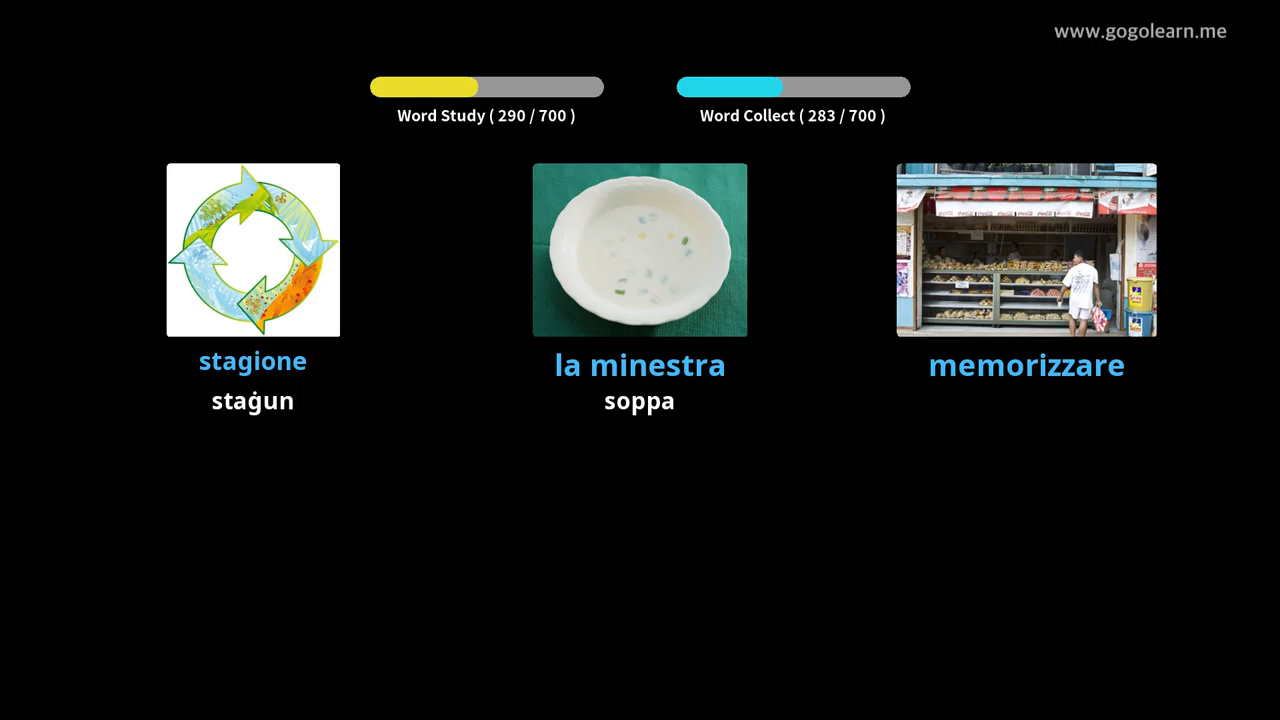 www.gogolearn.me
Word Study ( 290 / 700 )
Word Collect ( 283 / 700 )
stagione
staġun
la minestra
soppa
memorizzare